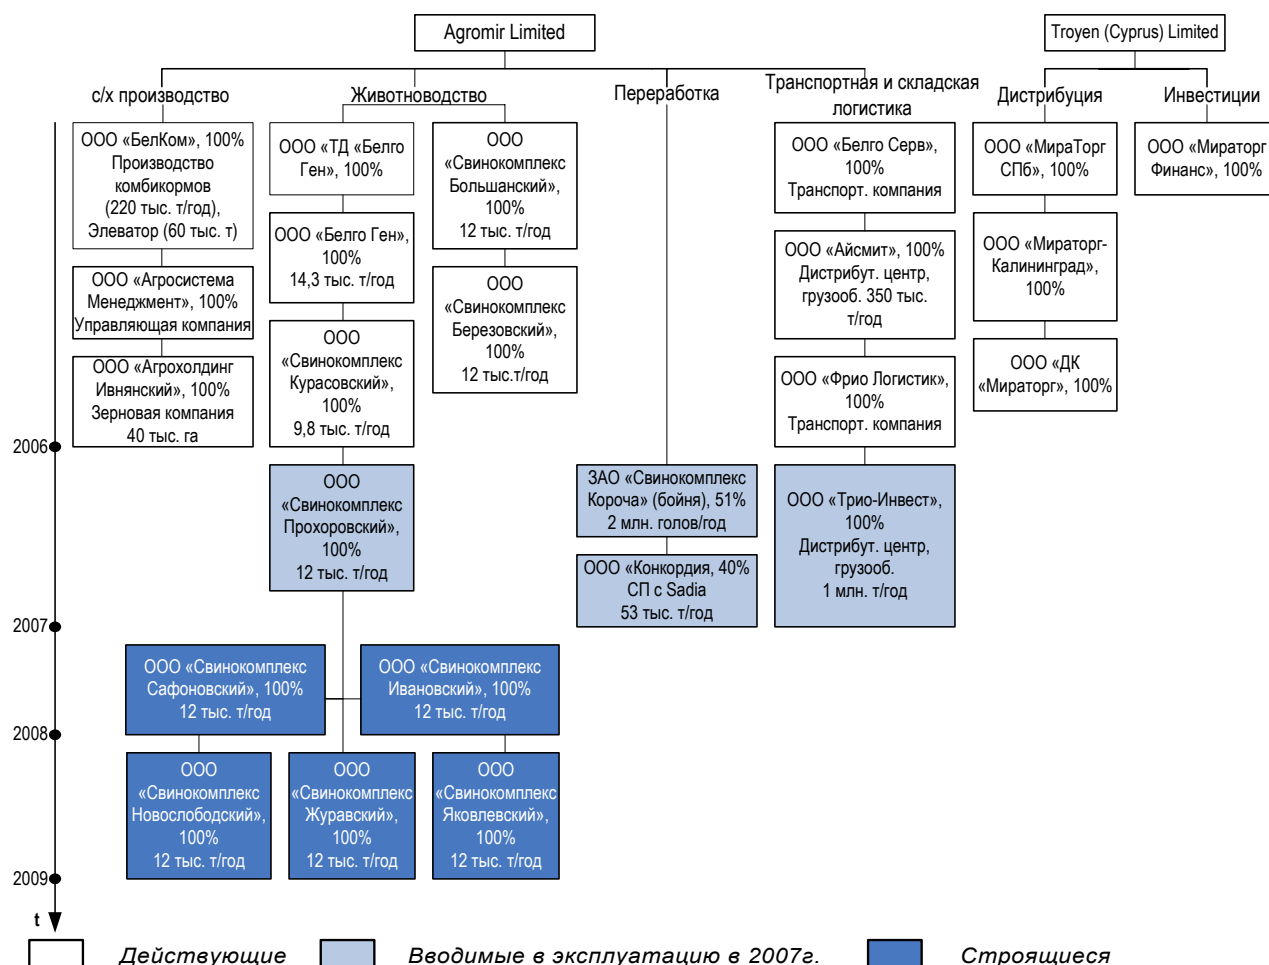 Agromir Limited
Troyen (Cyprus) Limited
с/х производство
Животноводство
Переработка
Транспортная и складская
логистика
Дистрибуция
Инвестиции
ООО «БелКом», 100%
Производство
комбикормов
(220 тыс. т/год),
Элеватор (60 тыс. т)
ООО «Агросистема
Менеджмент», 100%
Управляющая компания
ООО «Агрохолдинг
Ивнянский», 100%
Зерновая компания
40 тыс. га
ООО «ТД «Белго
Ген», 100%
ООО «Белго Ген»,
100%
14,3 тыс. т/год
ООО
«Свинокомплекс
Курасовский»,
100%
9,8 тыс. т/год
ООО
«Свинокомплекс
Прохоровский»,
100%
12 тыс. т/год
ООО
«Свинокомплекс
Большанский»,
100%
12 тыс. т/год
ООО
«Свинокомплекс
Березовский»,
100%
12 тыс.т/год
ЗАО «Свинокомплекс
Короча» (бойня), 51%
2 млн. голов/год
ООО «Конкордия, 40%
СП с Sadia
53 тыс. т/год
ООО «Белго Серв»,
100%
Транспорт. компания
ООО «Айсмит», 100%
Дистрибут. центр,
грузооб. 350 тыс.
т/год
ООО «Фрио Логистик»,
100%
Транспорт. компания
ООО «Трио-Инвест»,
100%
Дистрибут. центр,
грузооб.
1 млн. т/год
ООО «МираТорг
СПб», 100%
ООО «Мираторг-
Калининград»,
100%
ООО «ДК
«Мираторг», 100%
ООО «Мираторг
Финанс», 100%
2006
2007
ООО «Свинокомплекс
Сафоновский», 100%
12 тыс. т/год
ООО «Свинокомплекс
Ивановский», 100%
12 тыс. т/год
2008
ООО
«Свинокомплекс
Новослободский»,
100%
12 тыс. т/год
ООО
«Свинокомплекс
Журавский»,
100%
12 тыс. т/год
ООО
«Свинокомплекс
Яковлевский»,
100%
12 тыс. т/год
2009
t
Действующие
Вводимые в эксплуатацию в 2007г.
Строящиеся